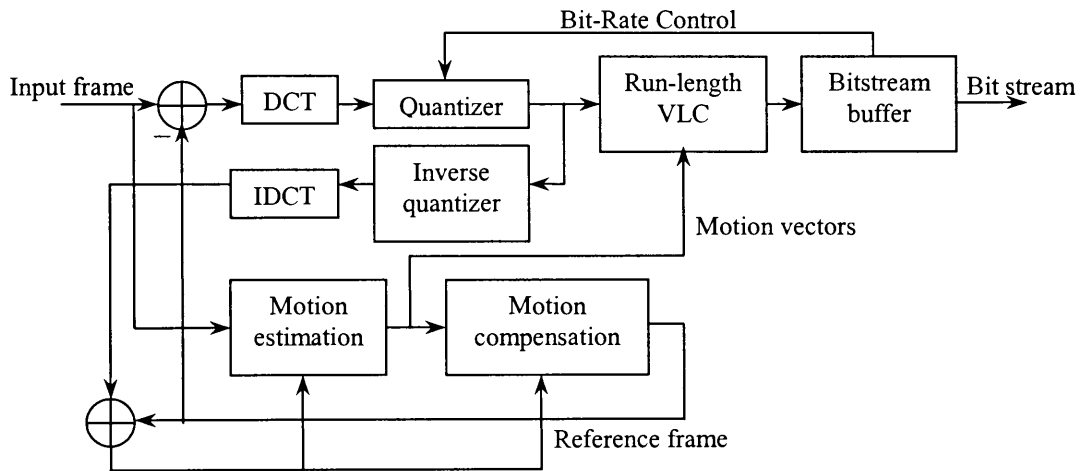 Bit-Rate Control
Input frame
DCT
Quantizer
Run-length
VLC
Bitstream
buffer
Bit stream
−
IDCT
Inverse
quantizer
Motion vectors
Motion
estimation
Motion
compensation
Reference frame